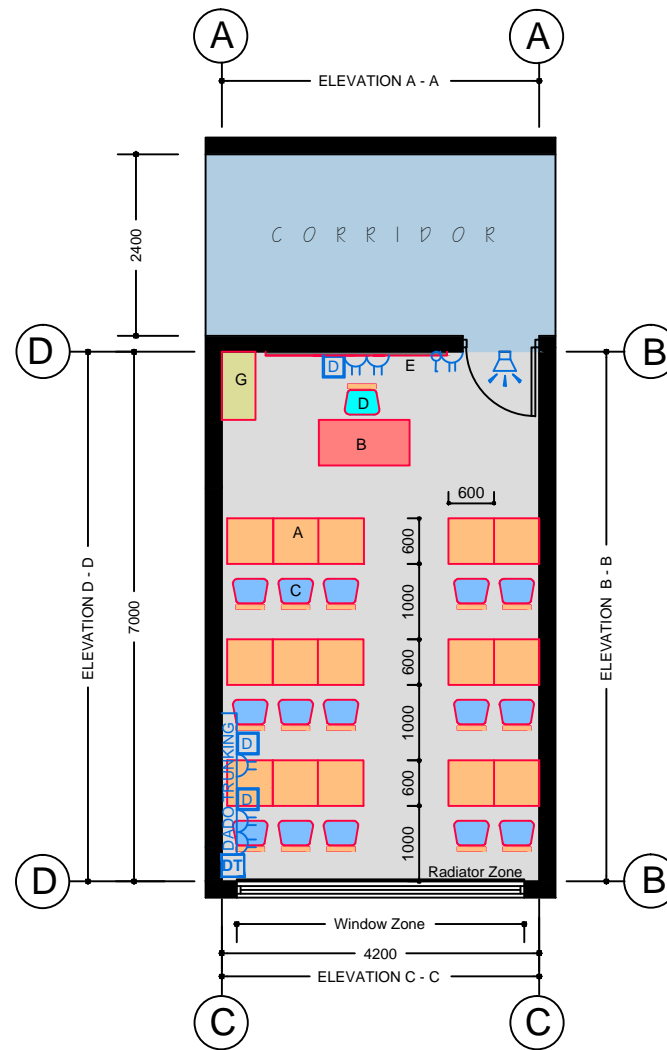 A A
ELEVATION A - A
2400
CORRIDOR
D B
G
D
E
D
B
600
A
600
C
1000
600
ELEVATION D - D
7000
ELEVATION B - B
1000
DADO TRUNKING
D
600
D
1000
DT
Radiator Zone
D B
Window Zone
4200
ELEVATION C - C
C C